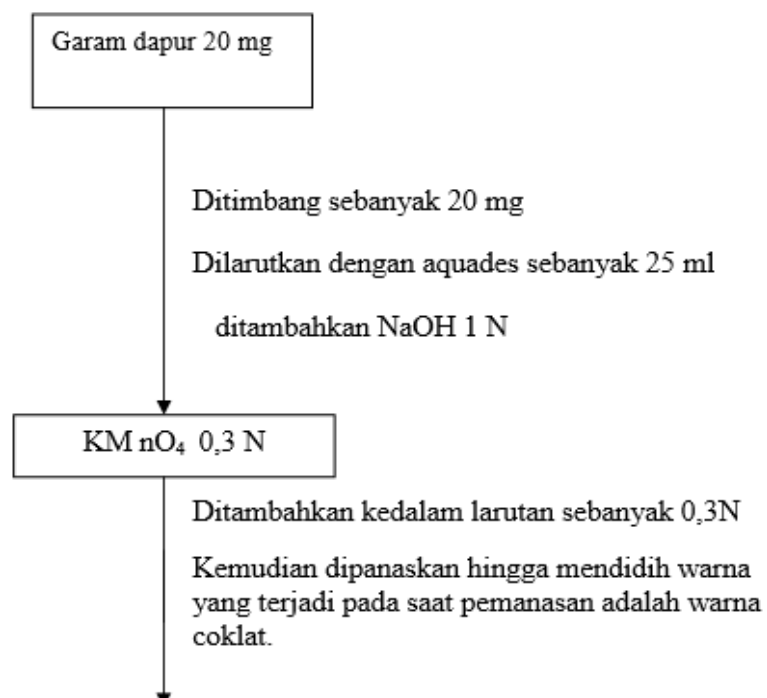 Garam dapur 20 mg
Ditimbang sebanyak 20 mg
Dilarutkan dengan aquades sebanyak 25 ml
ditambahkan NaOH 1 N
KM nO₄ 0,3 N
Ditambahkan kedalam larutan sebanyak 0,3N
Kemudian dipanaskan hingga mendidih warna
yang terjadi pada saat pemanasan adalah warna
coklat.